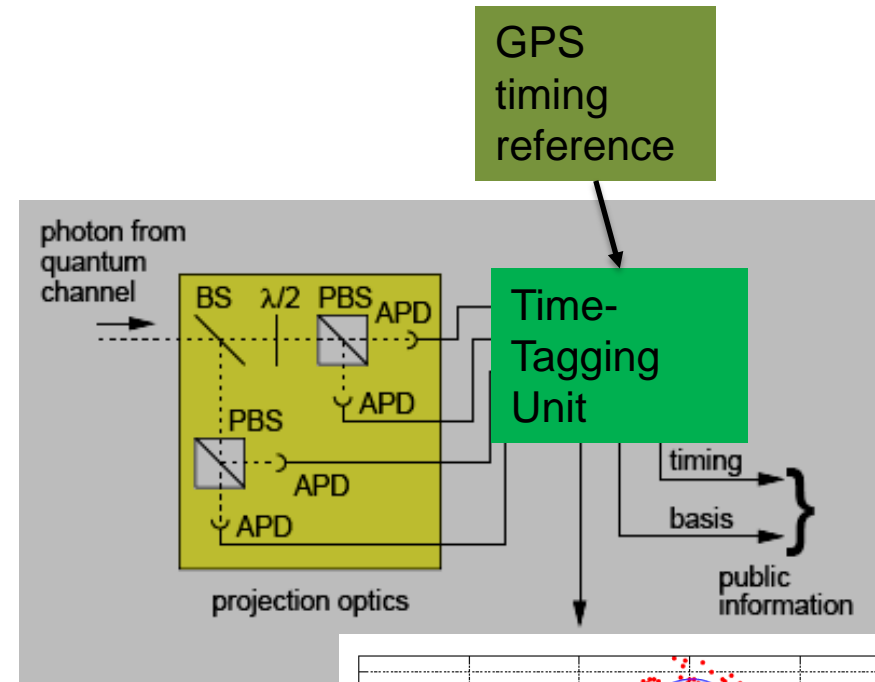 GPS
timing
reference
photon from
quantum
channel
BS λ/2 PBS
APD
Time-
Tagging
Unit
APD
PBS
APD
APD
timing
basis
}
public
information
projection optics